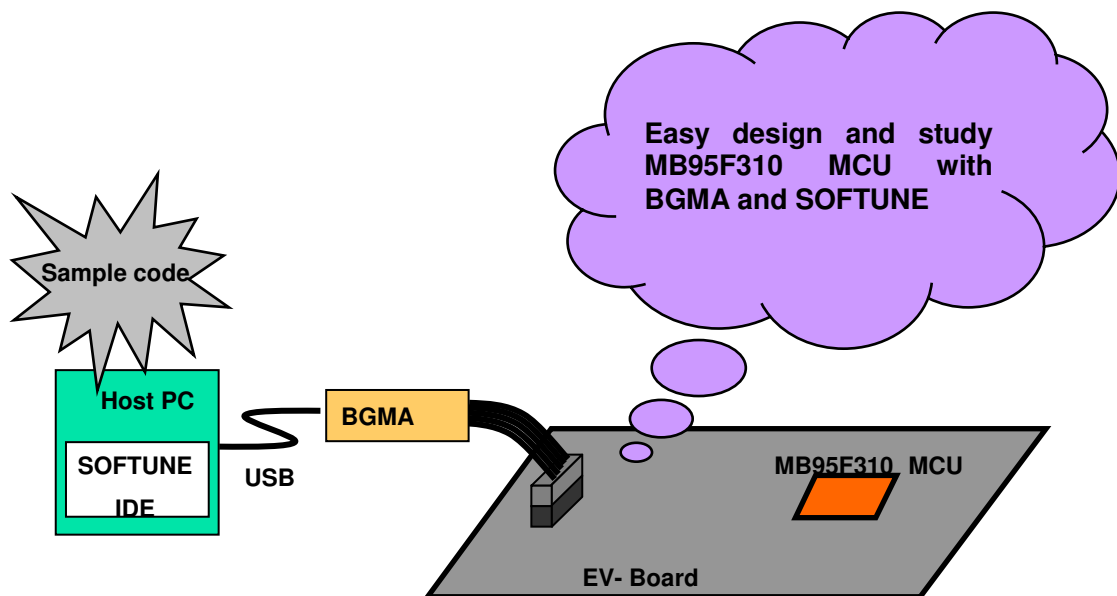 Easy design and study
MB95F310 MCU with
BGMA and SOFTUNE
Sample code
Host PC
SOFTUNE
IDE
USB
BGMA
MB95F310 MCU
EV- Board